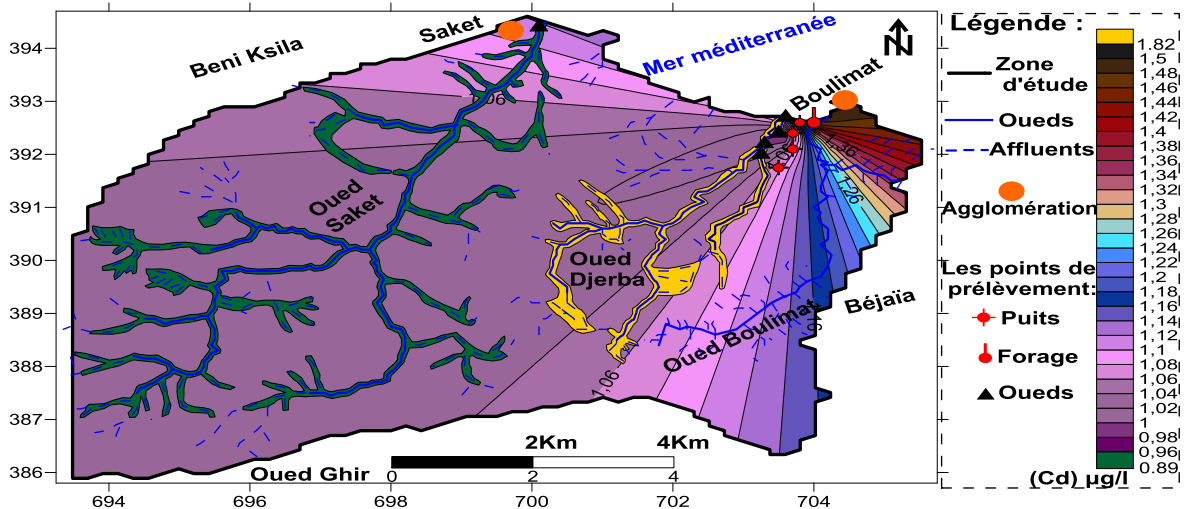 394
393
392
391
390
389
388
387
386
694
696
698
700
702
704
Beni Ksila
Saket
Mer méditerranée
N
Boulimat
1,06
1,36
1,26
Oued
Saket
Oued
Djerba
Oued Boulimat
Béjaïa
1,06
Oued Ghir
2Km
4Km
0
2
4
Légende :
Zone
d'étude
Oueds
Affluents
Agglomération
Les points de
prélèvement:
Puits
Forage
Oueds
1.82
1,5
1,48
1,46
1,44
1,42
1,4
1,38
1,36
1,34
1,32
1,3
1,28
1,26
1,24
1,22
1,2
1,18
1,16
1,14
1,12
1,1
1,08
1,06
1,04
1,02
1
0,98
0,96
0.89
(Cd) µg/l